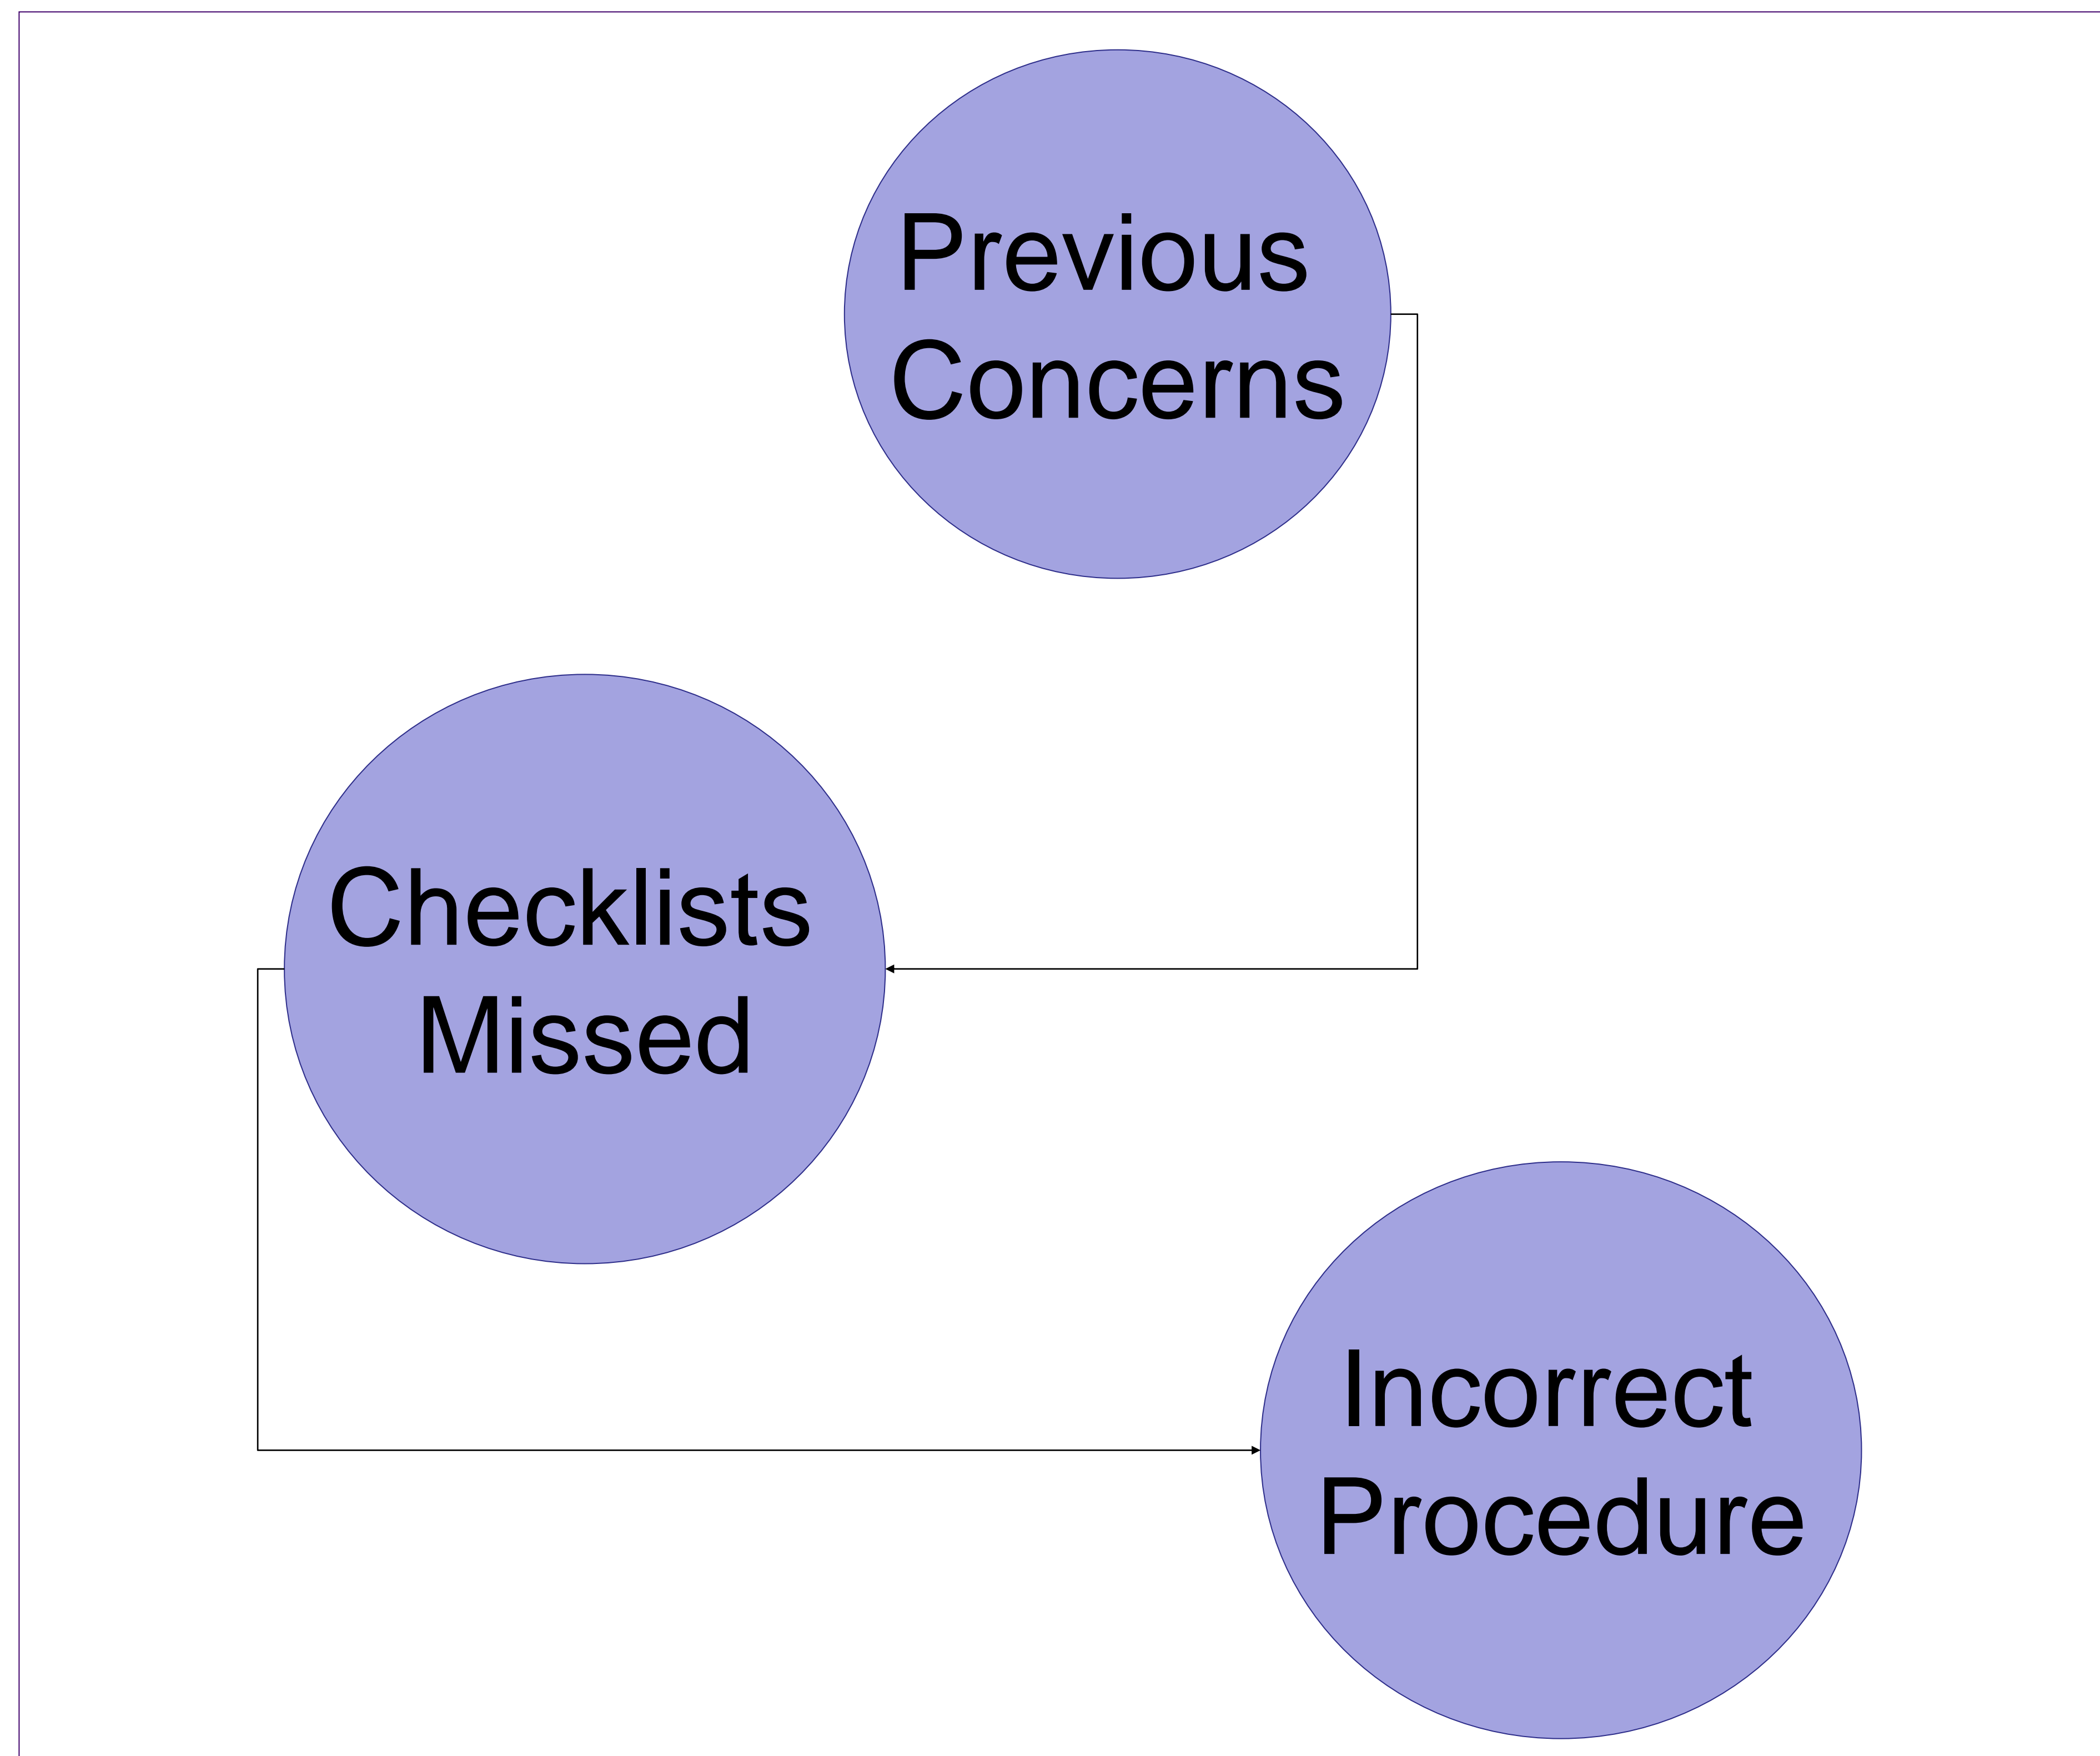 Previous
Concerns
Checklists
Missed
Incorrect
Procedure